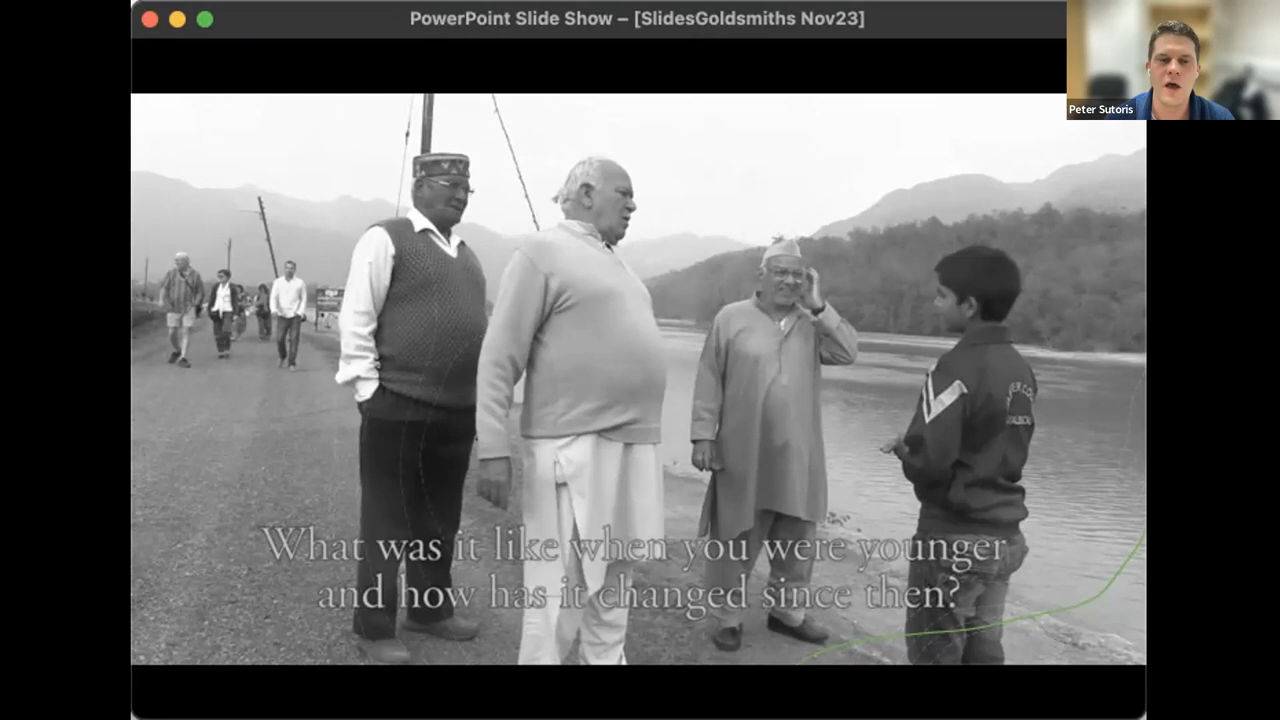 PowerPoint Slide Show – [SlidesGoldsmiths Nov23]
Peter Sutoris
What was it like when you were younger
and how has it changed since then?